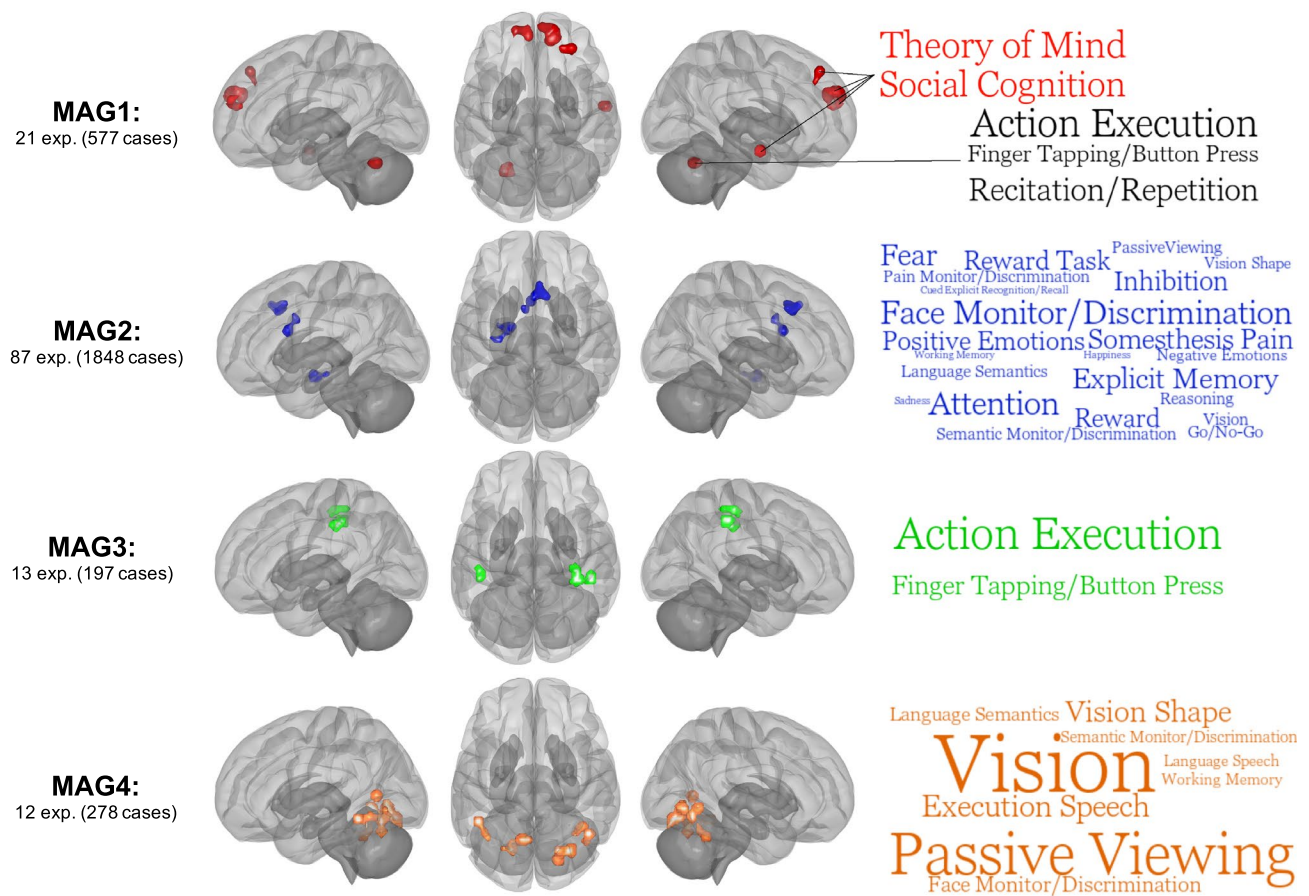 MAG1:
21 exp. (577 cases)
Theory of Mind
Social Cognition
Action Execution
Finger Tapping/Button Press
Recitation/Repetition
MAG2:
87 exp. (1848 cases)
Fear
Reward Task
PassiveViewing
Vision Shape
Pain Monitor/Discrimination
Inhibition
Cued Explicit Recognition/Recall
Face Monitor/Discrimination
Positive Emotions
Somesthesis Pain
Working Memory
Happiness
Negative Emotions
Language Semantics
Explicit Memory
Sadness
Attention
Reasoning
Reward
Vision
Semantic Monitor/Discrimination
Go/No-Go
MAG3:
13 exp. (197 cases)
Action Execution
Finger Tapping/Button Press
MAG4:
12 exp. (278 cases)
Language Semantics
Vision Shape
Semantic Monitor/Discrimination
Vision
Language Speech
Working Memory
Execution Speech
Passive Viewing
Face Monitor/Discrimination